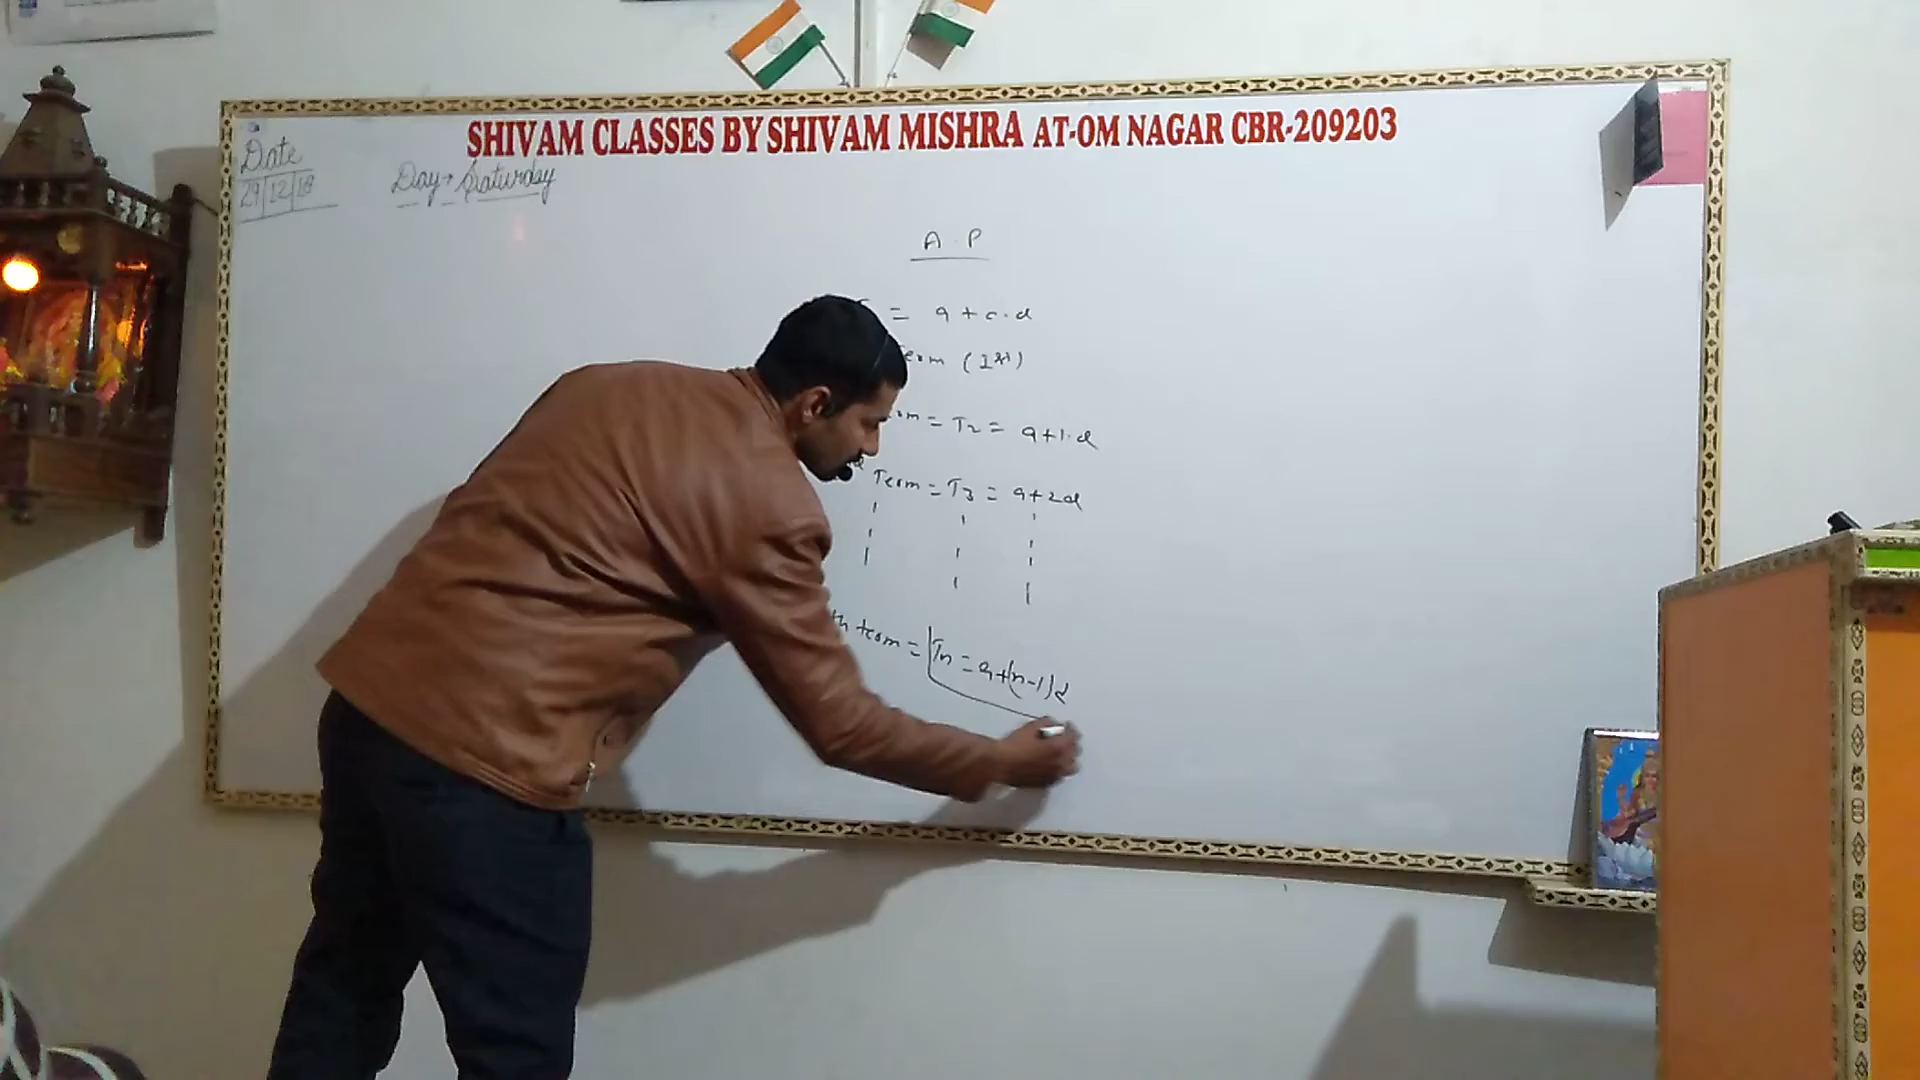 SHIVAM CLASSES BY SHIVAM MISHRA AT-OM NAGAR CBR-209203
Date
29/12/18
Day → Saturday
A.P
= a + 0.d
Term (Ist)
= T2 = a+1.d
Term = T3 = a+2d
th term = Tn = a+(n-1)d